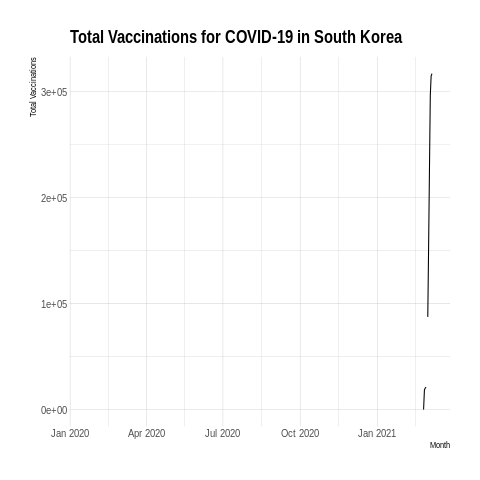 Total Vaccinations for COVID-19 in South Korea
Total Vaccinations
3e+05
2e+05
1e+05
0e+00
Jan 2020 Apr 2020 Jul 2020 Oct 2020 Jan 2021
Month